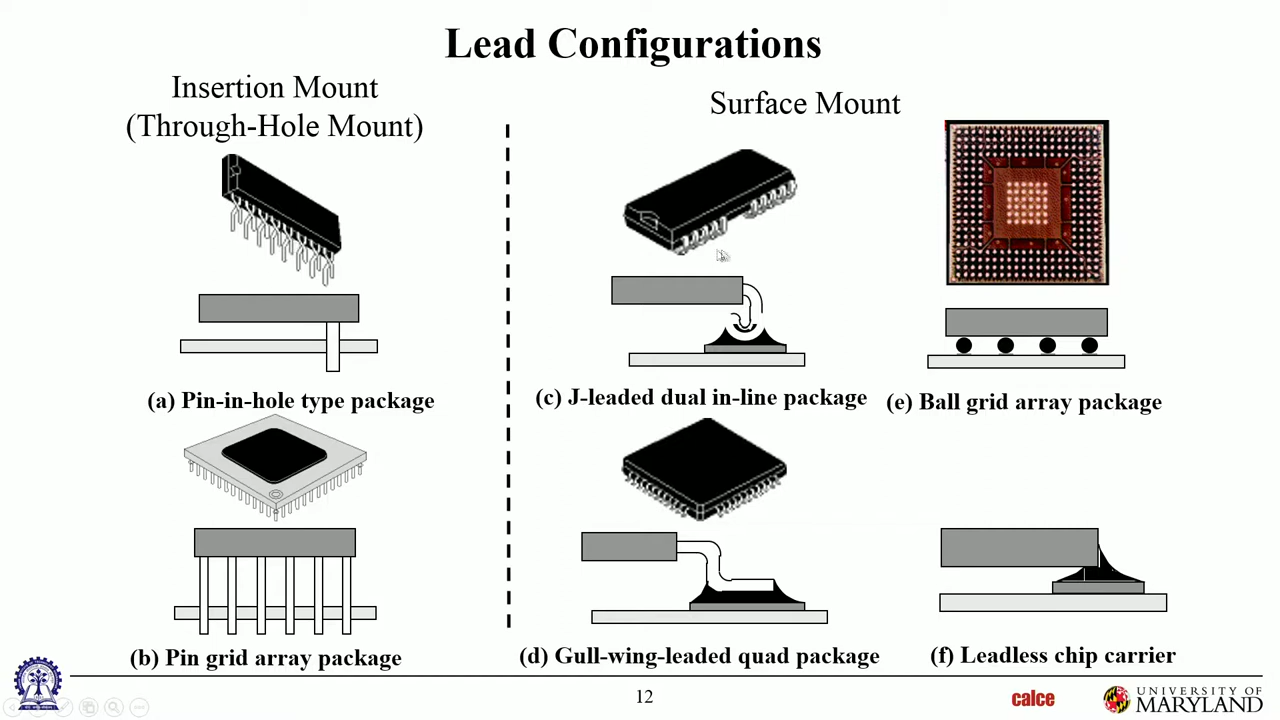 Lead Configurations
Insertion Mount
(Through-Hole Mount)
Surface Mount
(a) Pin-in-hole type package
(c) J-leaded dual in-line package
(e) Ball grid array package
(b) Pin grid array package
(d) Gull-wing-leaded quad package
(f) Leadless chip carrier
12
calce
UNIVERSITY OF
MARYLAND